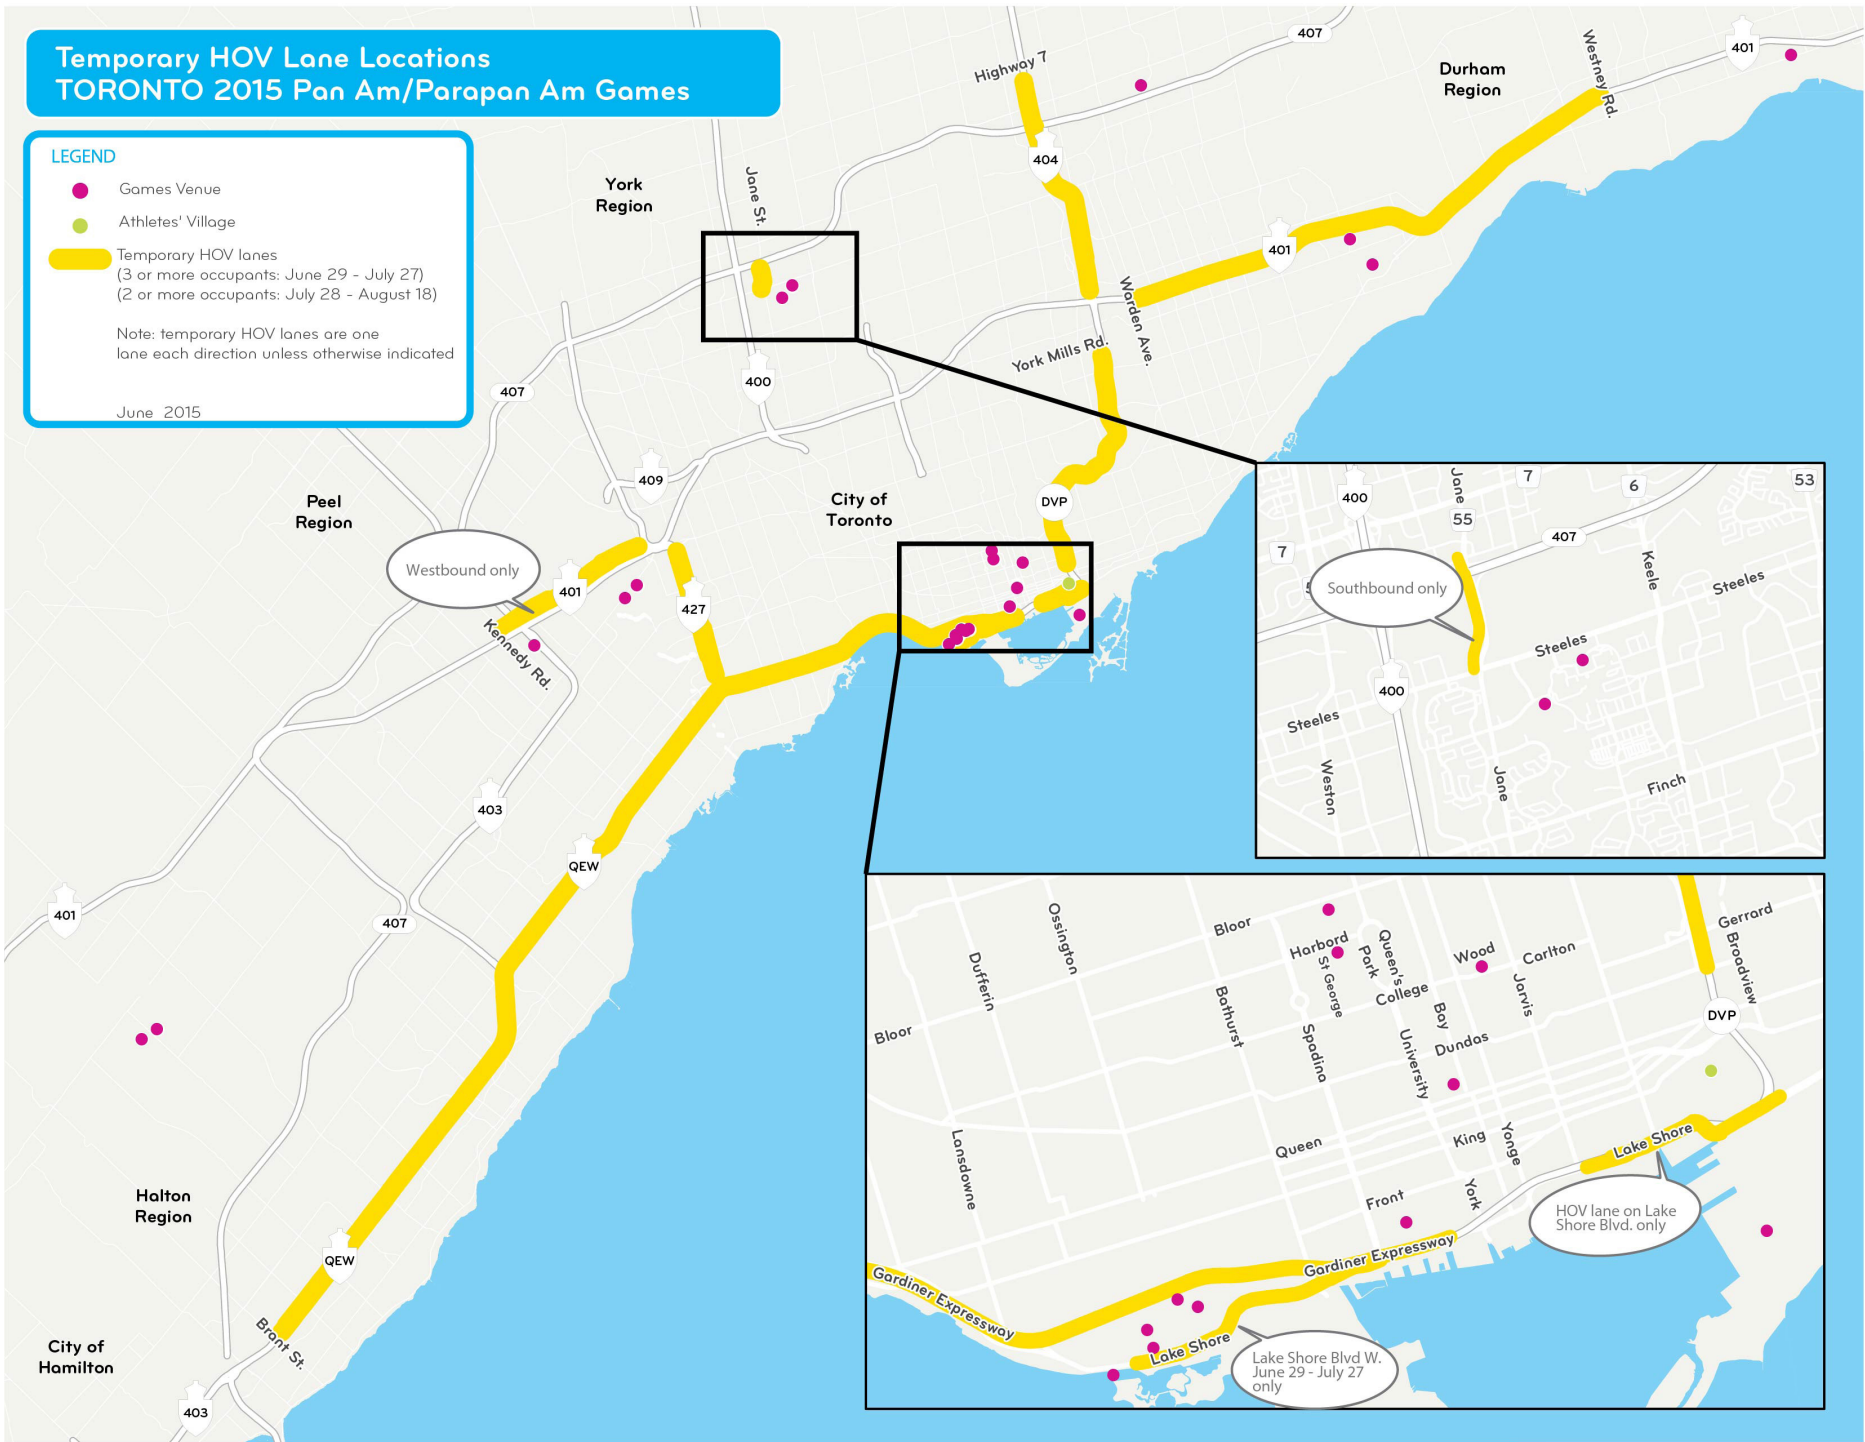 Temporary HOV Lane Locations
TORONTO 2015 Pan Am/Parapan Am Games
LEGEND
Games Venue
Athletes' Village
Temporary HOV lanes
(3 or more occupants: June 29 - July 27)
(2 or more occupants: July 28 - August 18)
Note: temporary HOV lanes are one
lane each direction unless otherwise indicated
June 2015
407
401
Westney Rd.
Durham
Region
Highway 7
404
York
Region
Jane St.
401
Warden Ave.
York Mills Rd.
400
407
409
Peel
Region
City of
Toronto
DVP
Westbound only
401
427
Kennedy Rd.
403
QEW
401
407
Halton
Region
QEW
Brant St.
City of
Hamilton
403
400
Jane
7
6
53
55
407
7
Keele
Steeles
Southbound only
Steeles
400
Steeles
Weston
Jane
Finch
Ossington
Bloor
Harbord
St George
Queen's
Park
Wood
Carlton
Gerrard
Broadview
Dufferin
College
Jarvis
Bathurst
Bay
DVP
Bloor
Spadina
University
Dundas
Lansdowne
Queen
King
Yonge
Lake Shore
Front
York
HOV lane on Lake
Shore Blvd. only
Gardiner Expressway
Gardiner Expressway
Lake Shore
Lake Shore Blvd W.
June 29 - July 27
only